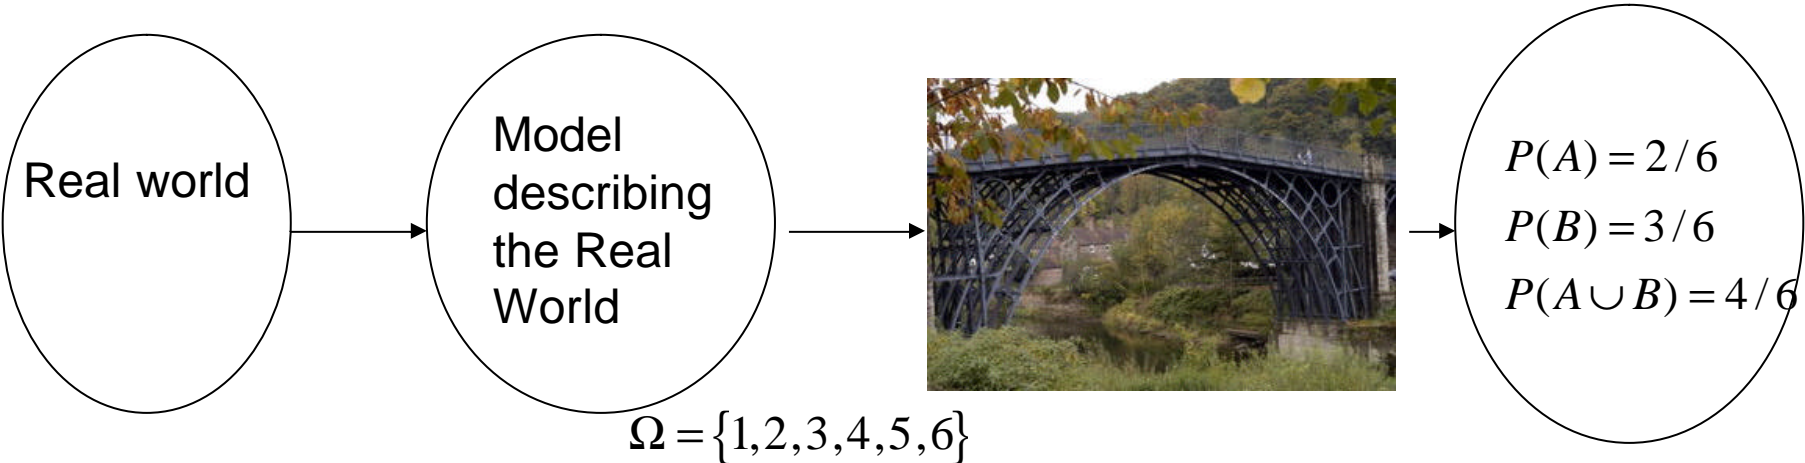 Real world
Model
describing
the Real
World
Ω = {1,2,3,4,5,6}
P(A) = 2/6
P(B) = 3/6
P(A ∪ B) = 4/6